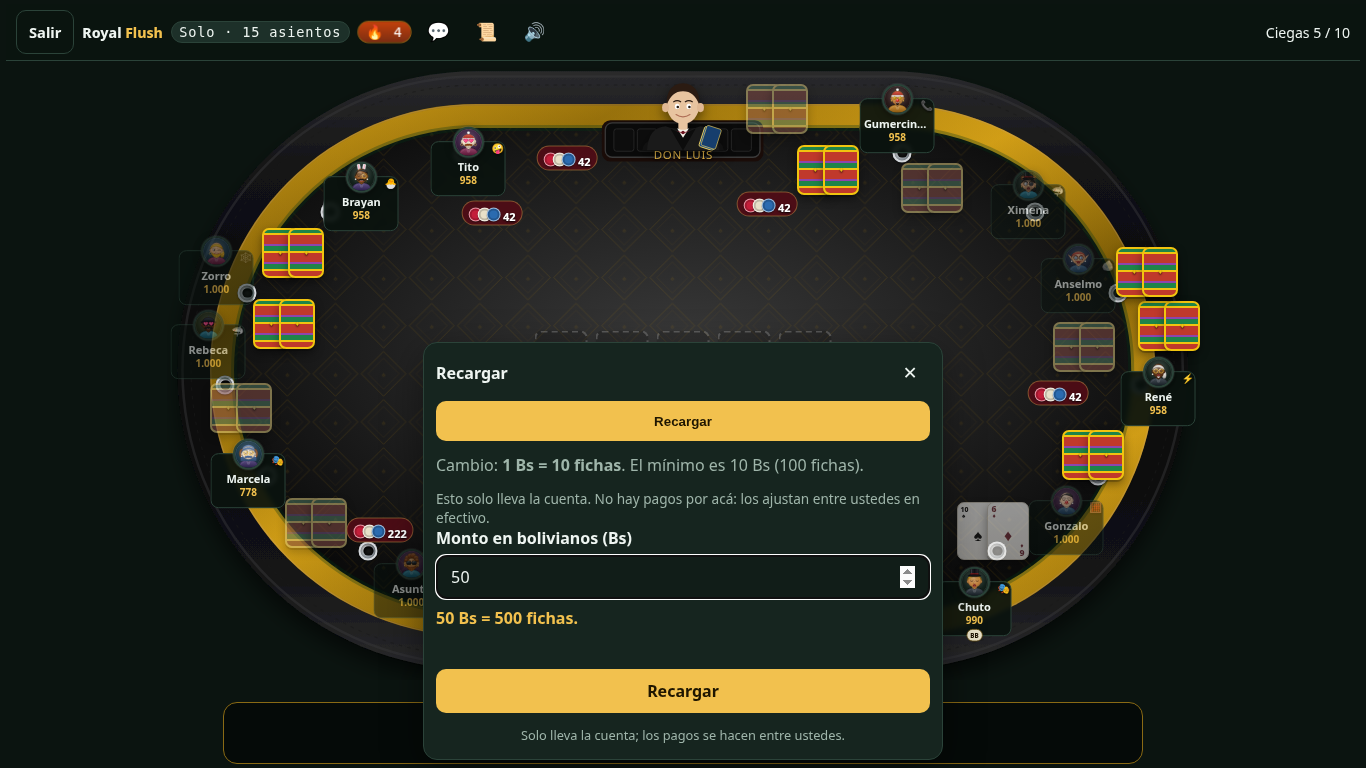 Salir
Royal Flush
Solo · 15 asientos
🔥 4
Ciegas 5 / 10
Gumercin...
958
DON LUIS
Tito
958
42
42
42
Brayan
958
Ximena
1.000
Zorro
1.000
Anselmo
1.000
Rebeca
1.000
René
958
42
Marcela
778
222
10
6
9
Gonzalo
1.000
Asunt
1.000
Chuto
990
BB
Recargar
✕
Recargar
Cambio: 1 Bs = 10 fichas. El mínimo es 10 Bs (100 fichas).
Esto solo lleva la cuenta. No hay pagos por acá: los ajustan entre ustedes en
efectivo.
Monto en bolivianos (Bs)
50
50 Bs = 500 fichas.
Recargar
Solo lleva la cuenta; los pagos se hacen entre ustedes.